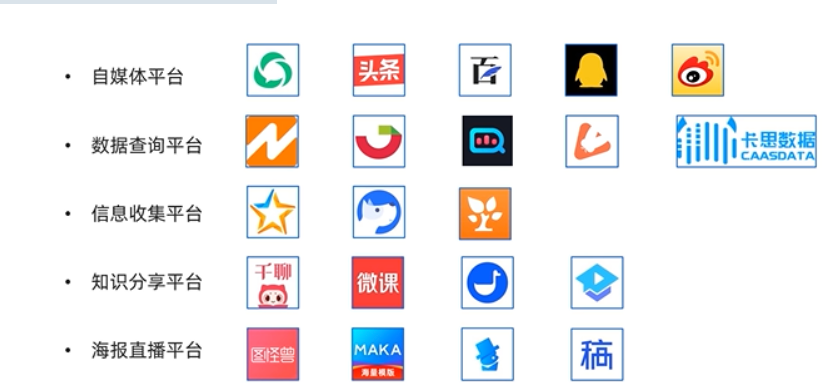 • 自媒体平台 头条 百
• 数据查询平台 卡思数据
CAASDATA
• 信息收集平台
• 知识分享平台 千聊 微课
• 海报直播平台 图怪兽 MAKA 稿
海量模版